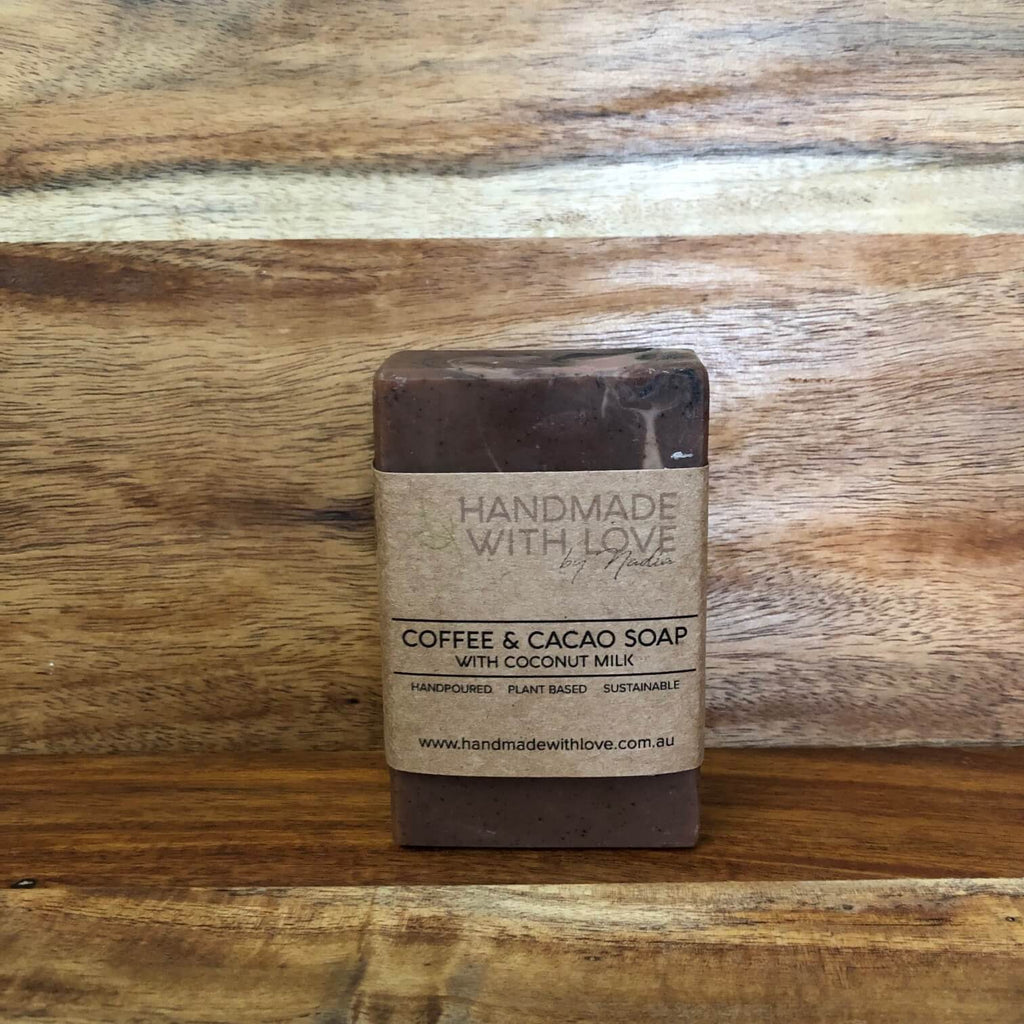 HANDMADE
WITH LOVE
by Nadia
COFFEE & CACAO SOAP
WITH COCONUT MILK
HANDPOURED PLANT BASED SUSTAINABLE
www.handmadewithlove.com.au